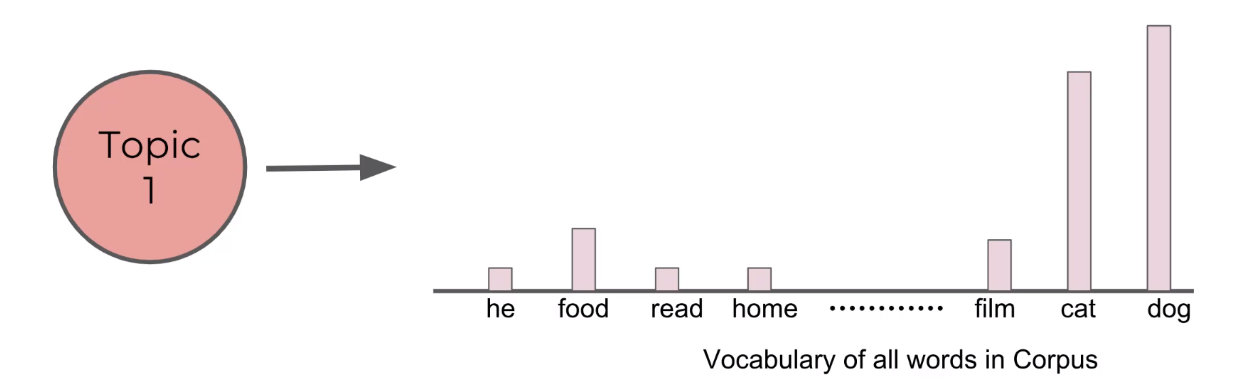 Topic
1
he food read home ............ film cat dog
Vocabulary of all words in Corpus